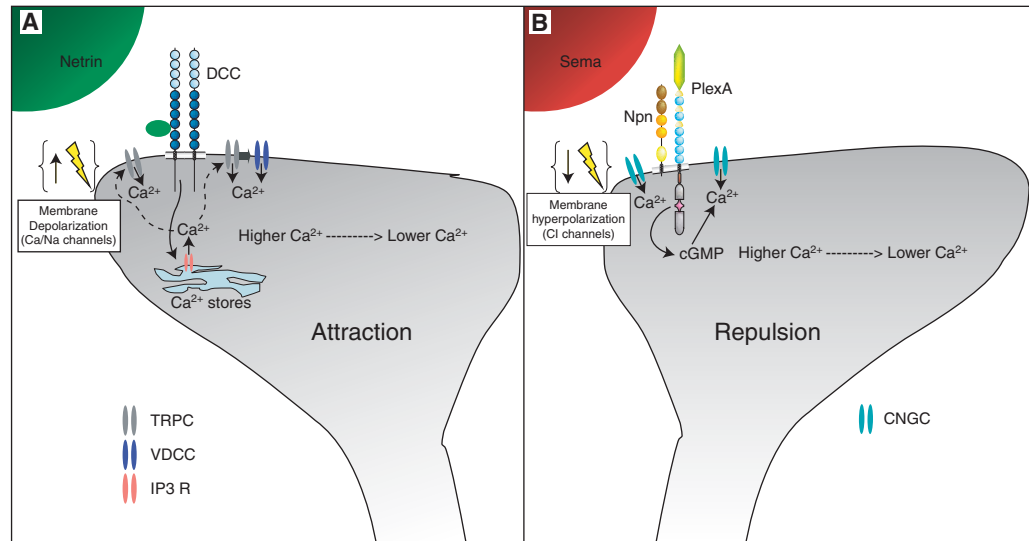 A
Netrin
DCC
Ca²⁺
Ca²⁺
Membrane
Depolarization
(Ca/Na channels)
Ca²⁺
Higher Ca²⁺ ---------> Lower Ca²⁺
Ca²⁺ stores
Attraction
TRPC
VDCC
IP3 R
B
Sema
PlexA
Npn
Ca²⁺
Ca²⁺
Membrane
hyperpolarization
(Cl channels)
cGMP
Higher Ca²⁺ ---------> Lower Ca²⁺
Repulsion
CNGC